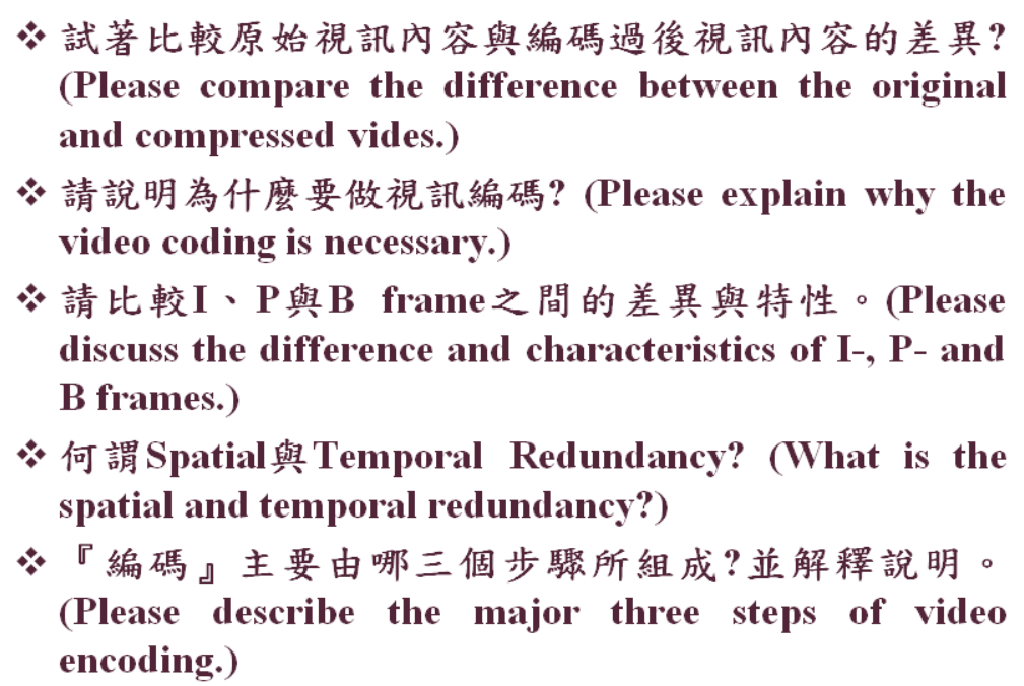 ❖ 試著比較原始視訊內容與編碼過後視訊內容的差異?
(Please compare the difference between the original
and compressed vides.)
❖ 請說明為什麼要做視訊編碼? (Please explain why the
video coding is necessary.)
❖ 請比較I、P與B frame之間的差異與特性。(Please
discuss the difference and characteristics of I-, P- and
B frames.)
❖ 何謂Spatial與Temporal Redundancy? (What is the
spatial and temporal redundancy?)
❖ 『編碼』主要由哪三個步驟所組成?並解釋說明。
(Please describe the major three steps of video
encoding.)